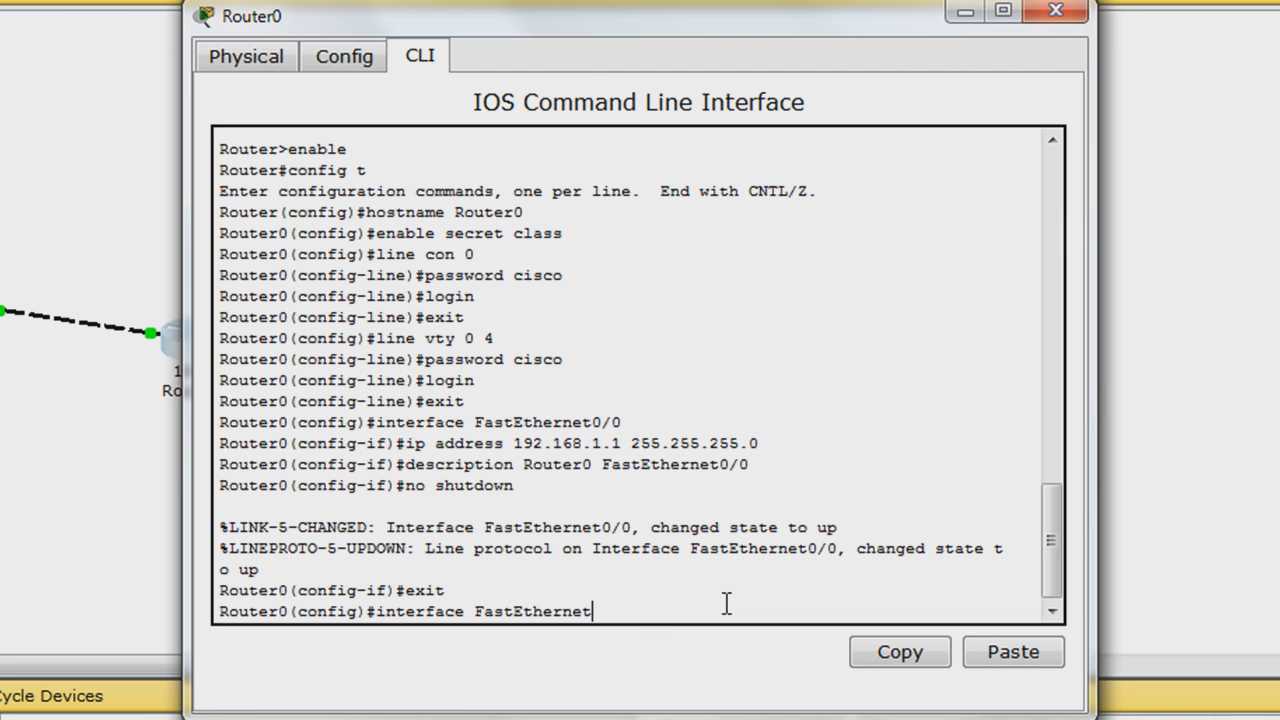 Router0
Physical
Config
CLI
IOS Command Line Interface
Router>enable
Router#config t
Enter configuration commands, one per line.  End with CNTL/Z.
Router(config)#hostname Router0
Router0(config)#enable secret class
Router0(config)#line con 0
Router0(config-line)#password cisco
Router0(config-line)#login
Router0(config-line)#exit
Router0(config)#line vty 0 4
Router0(config-line)#password cisco
Router0(config-line)#login
Router0(config-line)#exit
Router0(config)#interface FastEthernet0/0
Router0(config-if)#ip address 192.168.1.1 255.255.255.0
Router0(config-if)#description Router0 FastEthernet0/0
Router0(config-if)#no shutdown
%LINK-5-CHANGED: Interface FastEthernet0/0, changed state to up
%LINEPROTO-5-UPDOWN: Line protocol on Interface FastEthernet0/0, changed state t
o up
Router0(config-if)#exit
Router0(config)#interface FastEthernet
Copy
Paste
1
Ro
Cycle Devices